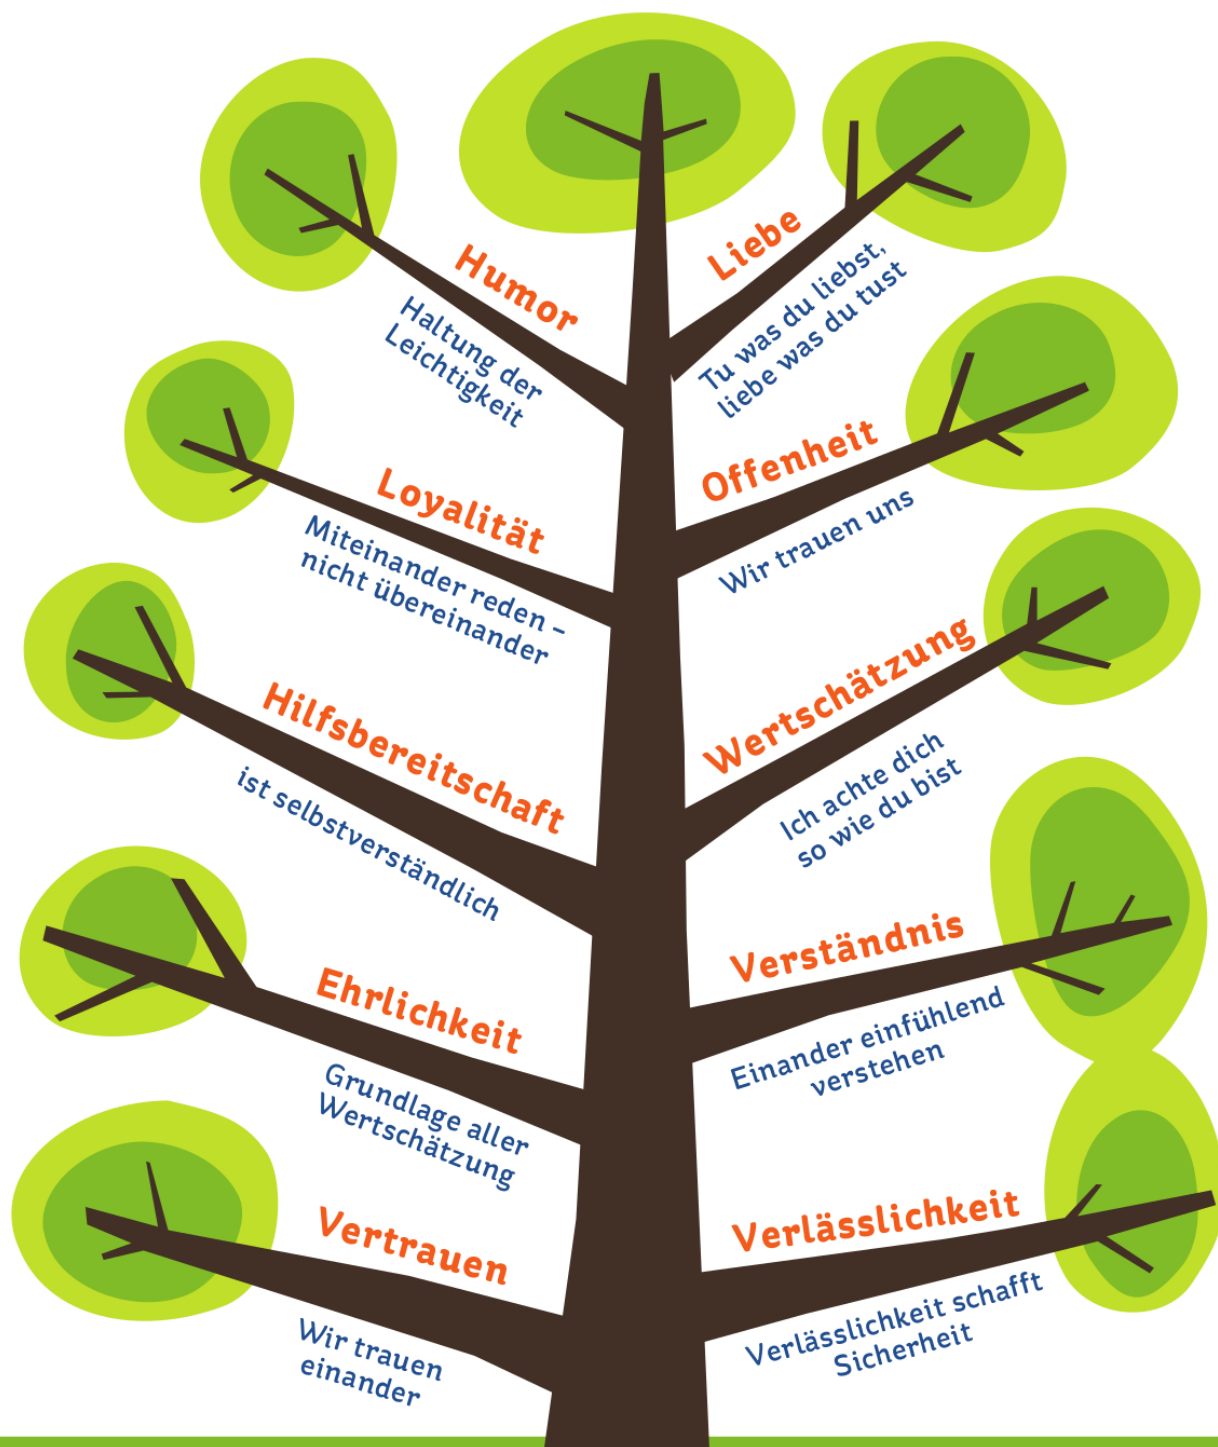 Humor
Haltung der
Leichtigkeit
Liebe
Tu was du liebst,
liebe was du tust
Loyalität
Miteinander reden –
nicht übereinander
Offenheit
Wir trauen uns
Hilfsbereitschaft
ist selbstverständlich
Wertschätzung
Ich achte dich
so wie du bist
Ehrlichkeit
Grundlage aller
Wertschätzung
Verständnis
Einander einfühlend
verstehen
Vertrauen
Wir trauen
einander
Verlässlichkeit
Verlässlichkeit schafft
Sicherheit